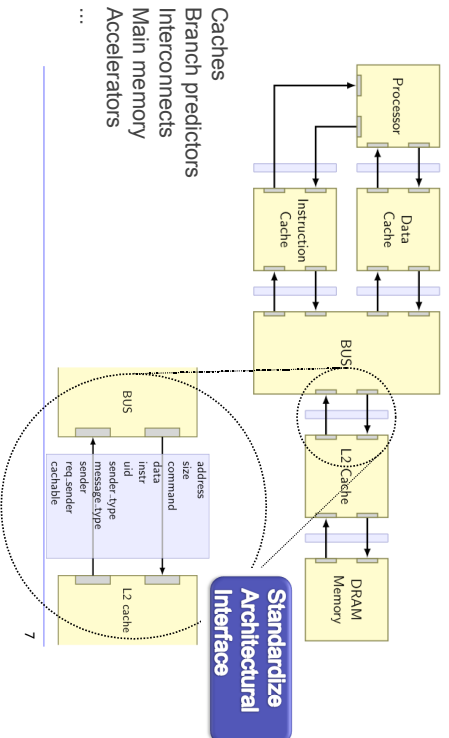 Processor
Data
Cache
Instruction
Cache
BUS
L2 Cache
DRAM
Memory
Caches
Branch predictors
Interconnects
Main memory
Accelerators
...
BUS
address
size
command
data
instr
uid
sender_type
message_type
sender
req_sender
cachable
L2 cache
Standardize
Architectural
Interface
7